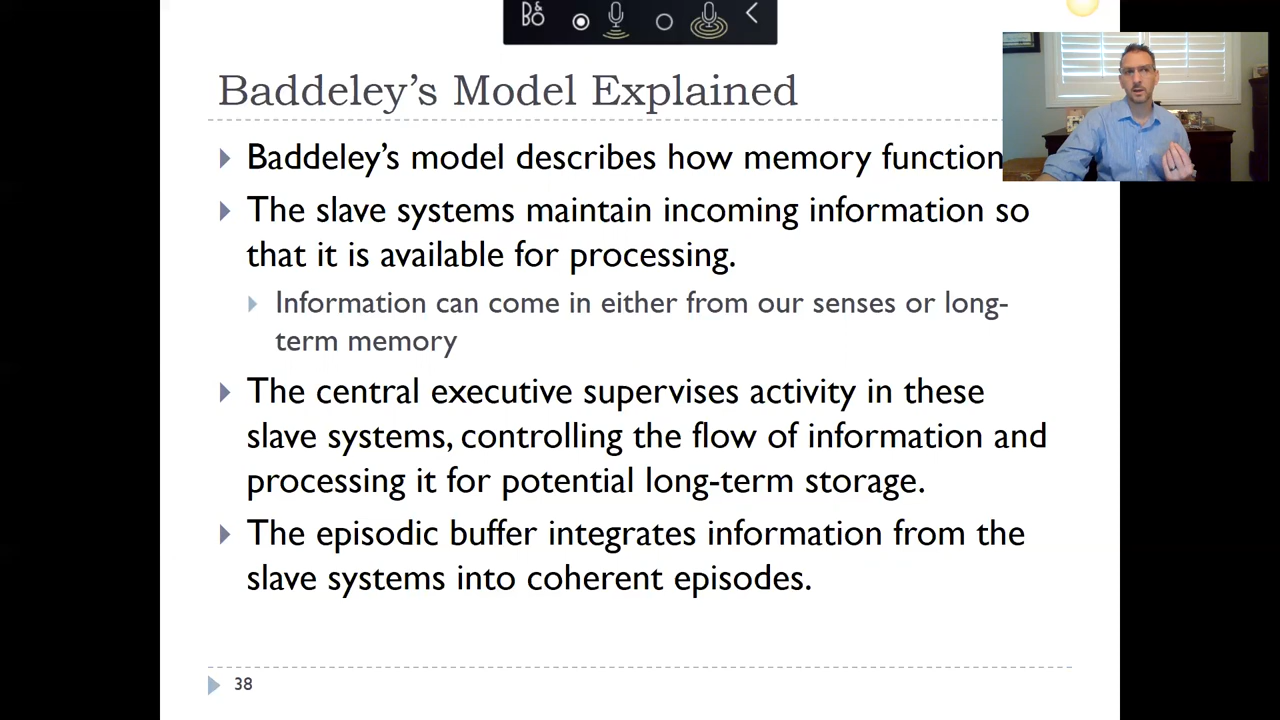 B&O
Baddeley's Model Explained
Baddeley's model describes how memory function
The slave systems maintain incoming information so
that it is available for processing.
Information can come in either from our senses or long-
term memory
The central executive supervises activity in these
slave systems, controlling the flow of information and
processing it for potential long-term storage.
The episodic buffer integrates information from the
slave systems into coherent episodes.
38